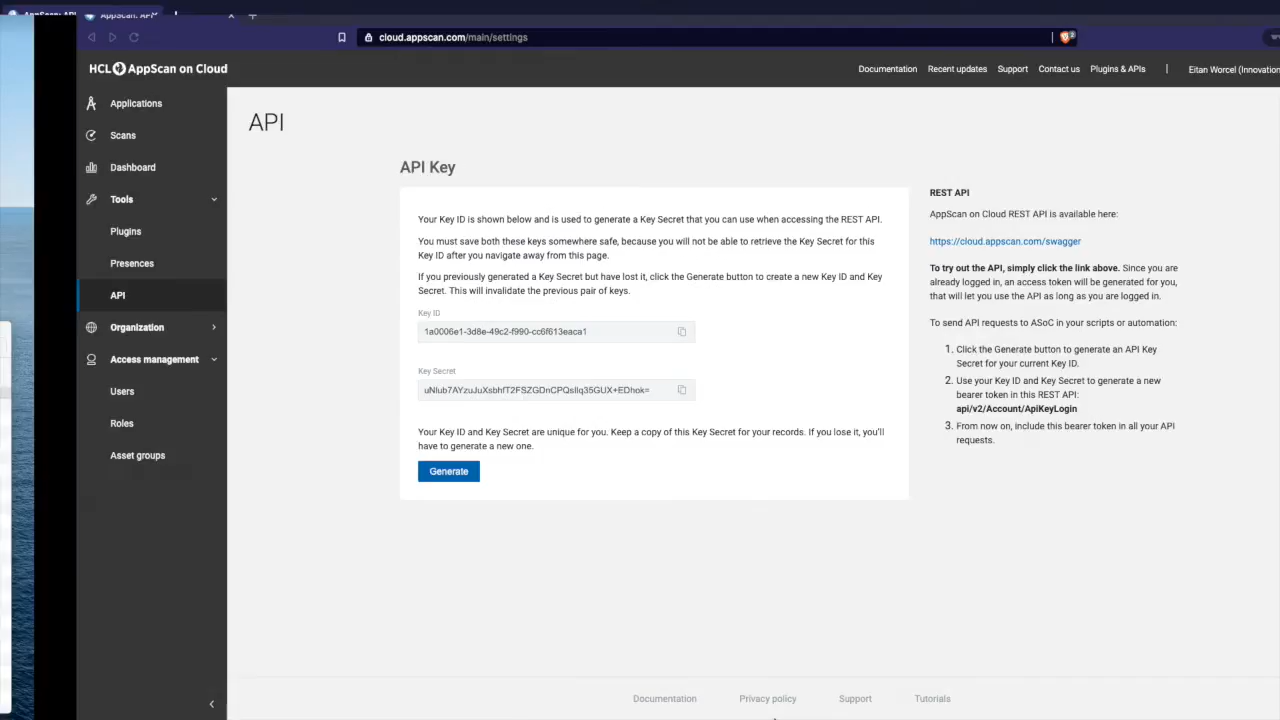 AppScan: API
cloud.appscan.com/main/settings
HCL AppScan on Cloud
Documentation Recent updates Support Contact us Plugins & APIs | Eitan Worcel (Innovation
Applications
Scans
Dashboard
Tools
Plugins
Presences
API
Organization
Access management
Users
Roles
Asset groups
API
API Key
Your Key ID is shown below and is used to generate a Key Secret that you can use when accessing the REST API.
You must save both these keys somewhere safe, because you will not be able to retrieve the Key Secret for this
Key ID after you navigate away from this page.
If you previously generated a Key Secret but have lost it, click the Generate button to create a new Key ID and Key
Secret. This will invalidate the previous pair of keys.
Key ID
1a0006e1-3d8e-49c2-f990-cc6f613eaca1
Key Secret
uNlub7AYzuJuXsbhfT2FSZGDnCPQsllq35GUX+EDhok=
Your Key ID and Key Secret are unique for you. Keep a copy of this Key Secret for your records. If you lose it, you'll
have to generate a new one.
Generate
REST API
AppScan on Cloud REST API is available here:
https://cloud.appscan.com/swagger
To try out the API, simply click the link above. Since you are
already logged in, an access token will be generated for you,
that will let you use the API as long as you are logged in.
To send API requests to ASoC in your scripts or automation:
1. Click the Generate button to generate an API Key
Secret for your current Key ID.
2. Use your Key ID and Key Secret to generate a new
bearer token in this REST API:
api/v2/Account/ApiKeyLogin
3. From now on, include this bearer token in all your API
requests.
Documentation Privacy policy Support Tutorials